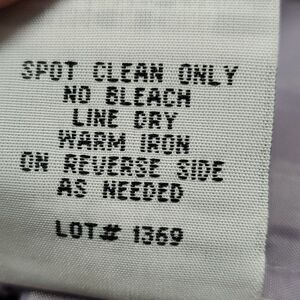 SPOT CLEAN ONLY
NO BLEACH
LINE DRY
WARM IRON
ON REVERSE SIDE
AS NEEDED
LOT# 1369